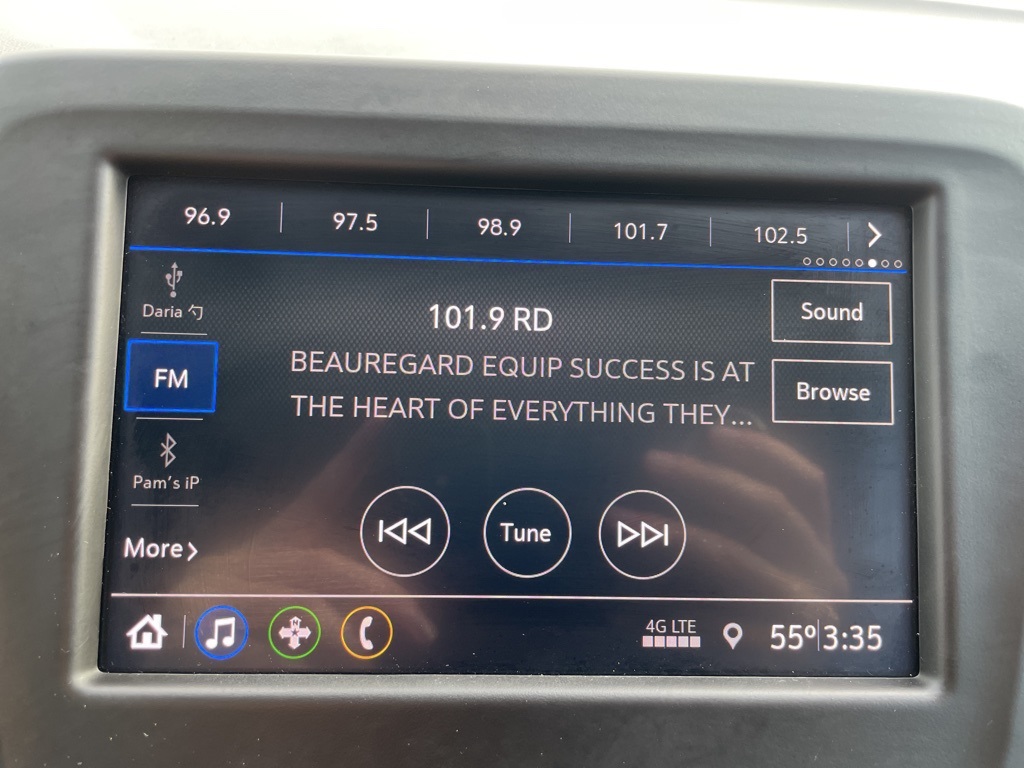 96.9 97.5 98.9 101.7 102.5
Daria
Sound
101.9 RD
FM
BEAUREGARD EQUIP SUCCESS IS AT
THE HEART OF EVERYTHING THEY...
Browse
Pam's iP
More
Tune
N
4G LTE
55° 3:35